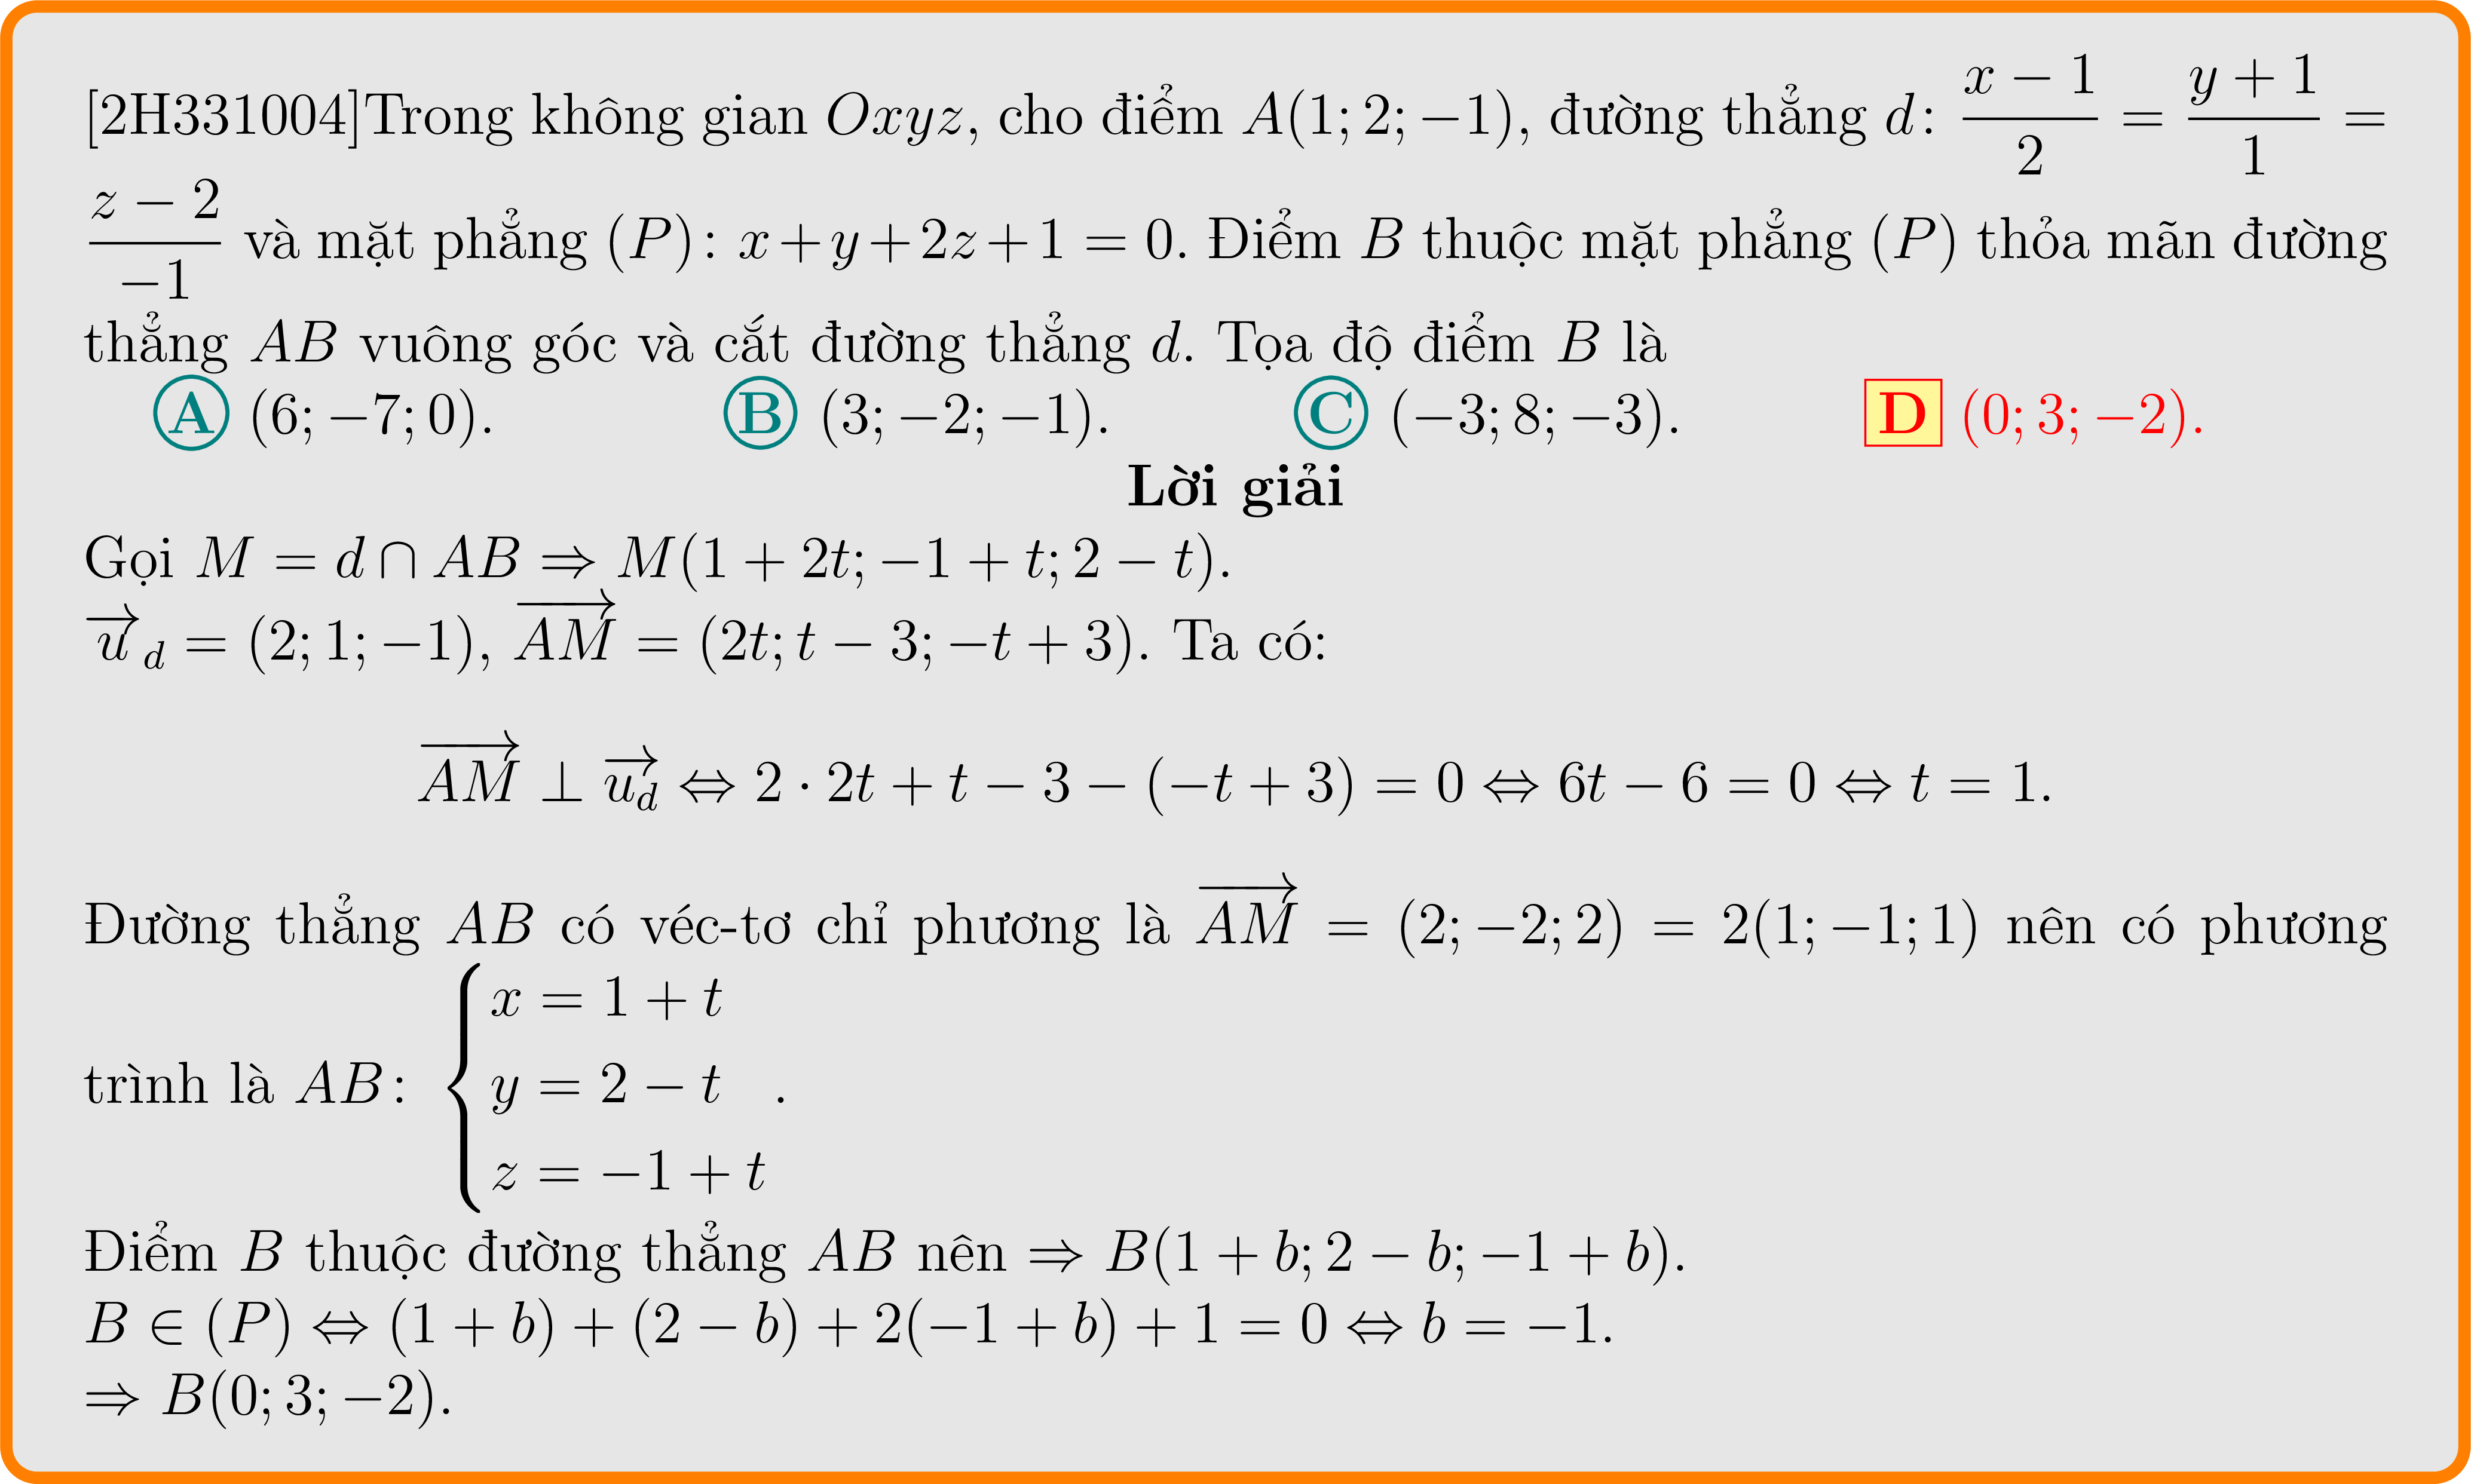 [2H331004]Trong không gian $Oxyz$, cho điểm $A(1; 2; -1)$, đường thẳng $d\colon \dfrac{x-1}{2} = \dfrac{y+1}{1} =$
$\dfrac{z-2}{-1}$ và mặt phẳng $(P)\colon x+y+2z+1 = 0$. Điểm $B$ thuộc mặt phẳng $(P)$ thỏa mãn đường
thẳng $AB$ vuông góc và cắt đường thẳng $d$. Tọa độ điểm $B$ là
A $(6; -7; 0)$. B $(3; -2; -1)$. C $(-3; 8; -3)$. D $(0; 3; -2)$.
Lời giải
Gọi $M = d \cap AB \Rightarrow M(1 + 2t; -1 + t; 2 - t)$.
$\overrightarrow{u}_d = (2; 1; -1)$, $\overrightarrow{AM} = (2t; t - 3; -t + 3)$. Ta có:
$\overrightarrow{AM} \perp \overrightarrow{u_d} \Leftrightarrow 2 \cdot 2t + t - 3 - (-t + 3) = 0 \Leftrightarrow 6t - 6 = 0 \Leftrightarrow t = 1.$
Đường thẳng $AB$ có véc-tơ chỉ phương là $\overrightarrow{AM} = (2; -2; 2) = 2(1; -1; 1)$ nên có phương
trình là $AB\colon \begin{cases} x = 1 + t \\ y = 2 - t \\ z = -1 + t \end{cases}$.
Điểm $B$ thuộc đường thẳng $AB$ nên $\Rightarrow B(1 + b; 2 - b; -1 + b)$.
$B \in (P) \Leftrightarrow (1 + b) + (2 - b) + 2(-1 + b) + 1 = 0 \Leftrightarrow b = -1$.
$\Rightarrow B(0; 3; -2)$.